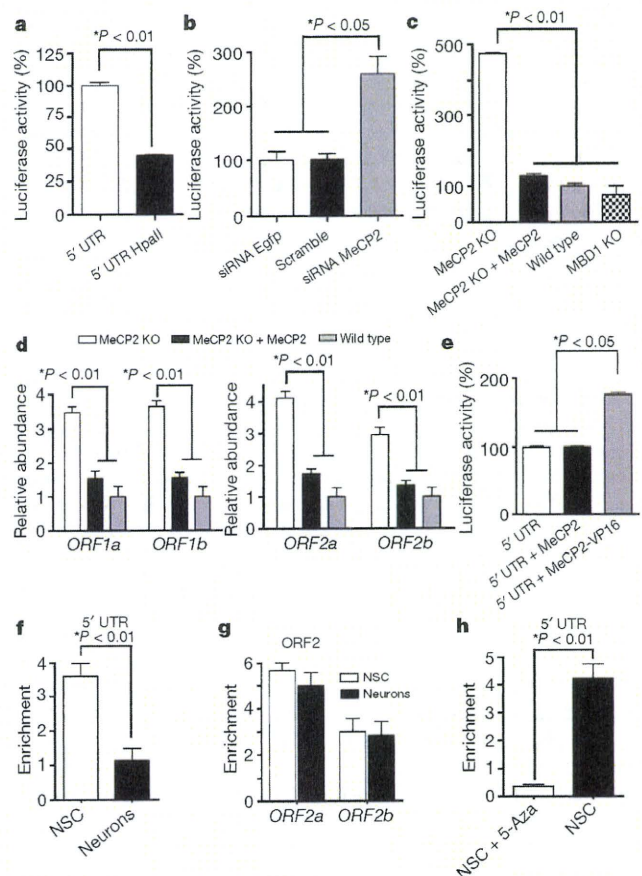 a
*P < 0.01
Luciferase activity (%)
125
100
75
50
25
0
5′ UTR
5′ UTR HpaII
b
*P < 0.05
Luciferase activity (%)
300
200
100
0
siRNA Egfp
Scramble
siRNA MeCP2
c
*P < 0.01
Luciferase activity (%)
500
300
100
0
MeCP2 KO
MeCP2 KO + MeCP2
Wild type
MBD1 KO
d
MeCP2 KO
MeCP2 KO + MeCP2
Wild type
*P < 0.01
*P < 0.01
Relative abundance
4
3
2
1
0
ORF1a
ORF1b
*P < 0.01
*P < 0.01
Relative abundance
4
3
2
1
0
ORF2a
ORF2b
e
*P < 0.05
Luciferase activity (%)
200
100
0
5′ UTR
5′ UTR + MeCP2
5′ UTR + MeCP2-VP16
f
5′ UTR
*P < 0.01
Enrichment
4
3
2
1
0
NSC
Neurons
g
ORF2
NSC
Neurons
Enrichment
6
4
2
0
ORF2a
ORF2b
h
5′ UTR
*P < 0.01
Enrichment
5
4
3
2
1
0
NSC + 5-Aza
NSC